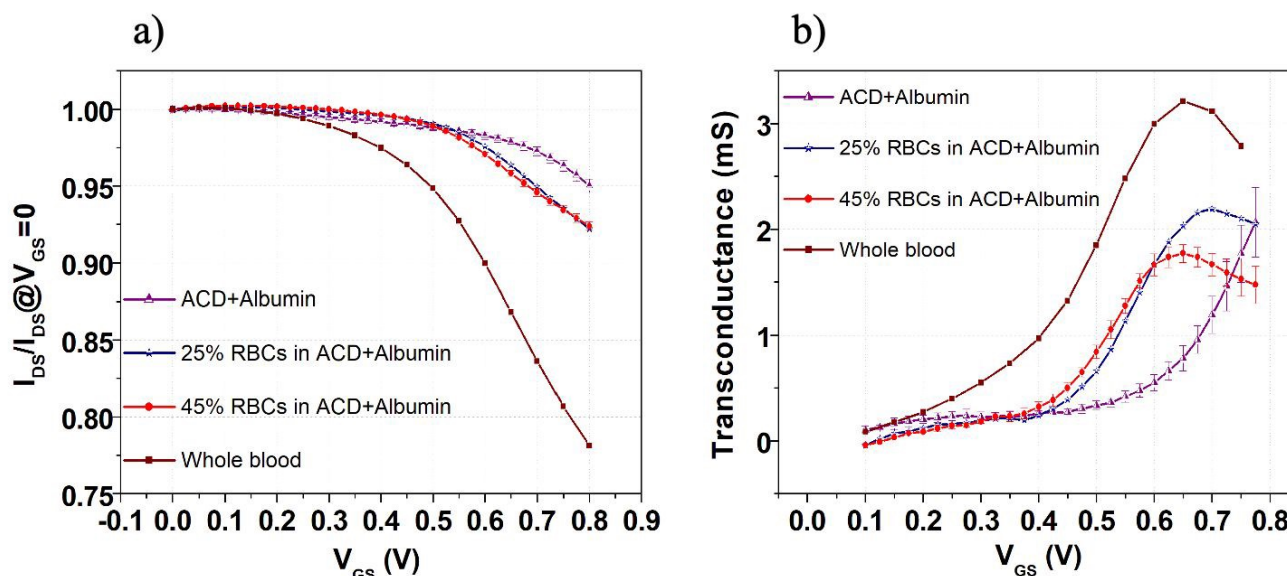 a)
I_DS/I_DS@V_GS=0
1.00
0.95
0.90
0.85
0.80
0.75
ACD+Albumin
25% RBCs in ACD+Albumin
45% RBCs in ACD+Albumin
Whole blood
-0.1 0.0 0.1 0.2 0.3 0.4 0.5 0.6 0.7 0.8 0.9
V_GS (V)
b)
Transconductance (mS)
3
2
1
0
ACD+Albumin
25% RBCs in ACD+Albumin
45% RBCs in ACD+Albumin
Whole blood
0.0 0.1 0.2 0.3 0.4 0.5 0.6 0.7 0.8
V_GS (V)